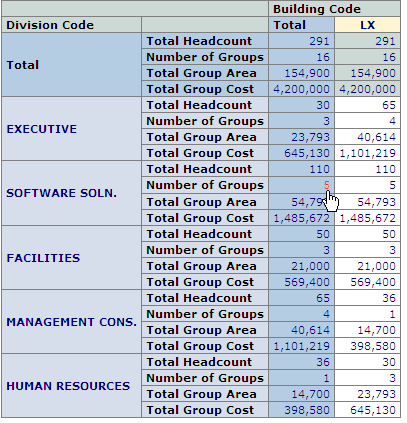 Building Code
Division Code Total LX
Total
Total Headcount 291 291
Number of Groups 16 16
Total Group Area 154,900 154,900
Total Group Cost 4,200,000 4,200,000
EXECUTIVE
Total Headcount 30 65
Number of Groups 3 4
Total Group Area 23,793 40,614
Total Group Cost 645,130 1,101,219
SOFTWARE SOLN.
Total Headcount 110 110
Number of Groups 5 5
Total Group Area 54,793 54,793
Total Group Cost 1,485,672 1,485,672
FACILITIES
Total Headcount 50 50
Number of Groups 3 3
Total Group Area 21,000 21,000
Total Group Cost 569,400 569,400
MANAGEMENT CONS.
Total Headcount 65 36
Number of Groups 4 1
Total Group Area 40,614 14,700
Total Group Cost 1,101,219 398,580
HUMAN RESOURCES
Total Headcount 36 30
Number of Groups 1 3
Total Group Area 14,700 23,793
Total Group Cost 398,580 645,130